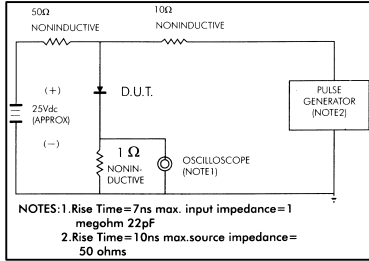 50Ω
NONINDUCTIVE
10Ω
NONINDUCTIVE
(+)
25Vdc
(APPROX)
(−)
D.U.T.
PULSE
GENERATOR
(NOTE2)
1Ω
NONIN-
DUCTIVE
OSCILLOSCOPE
(NOTE1)
NOTES:1.Rise Time=7ns max. input impedance=1
megohm 22pF
2.Rise Time=10ns max.source impedance=
50 ohms